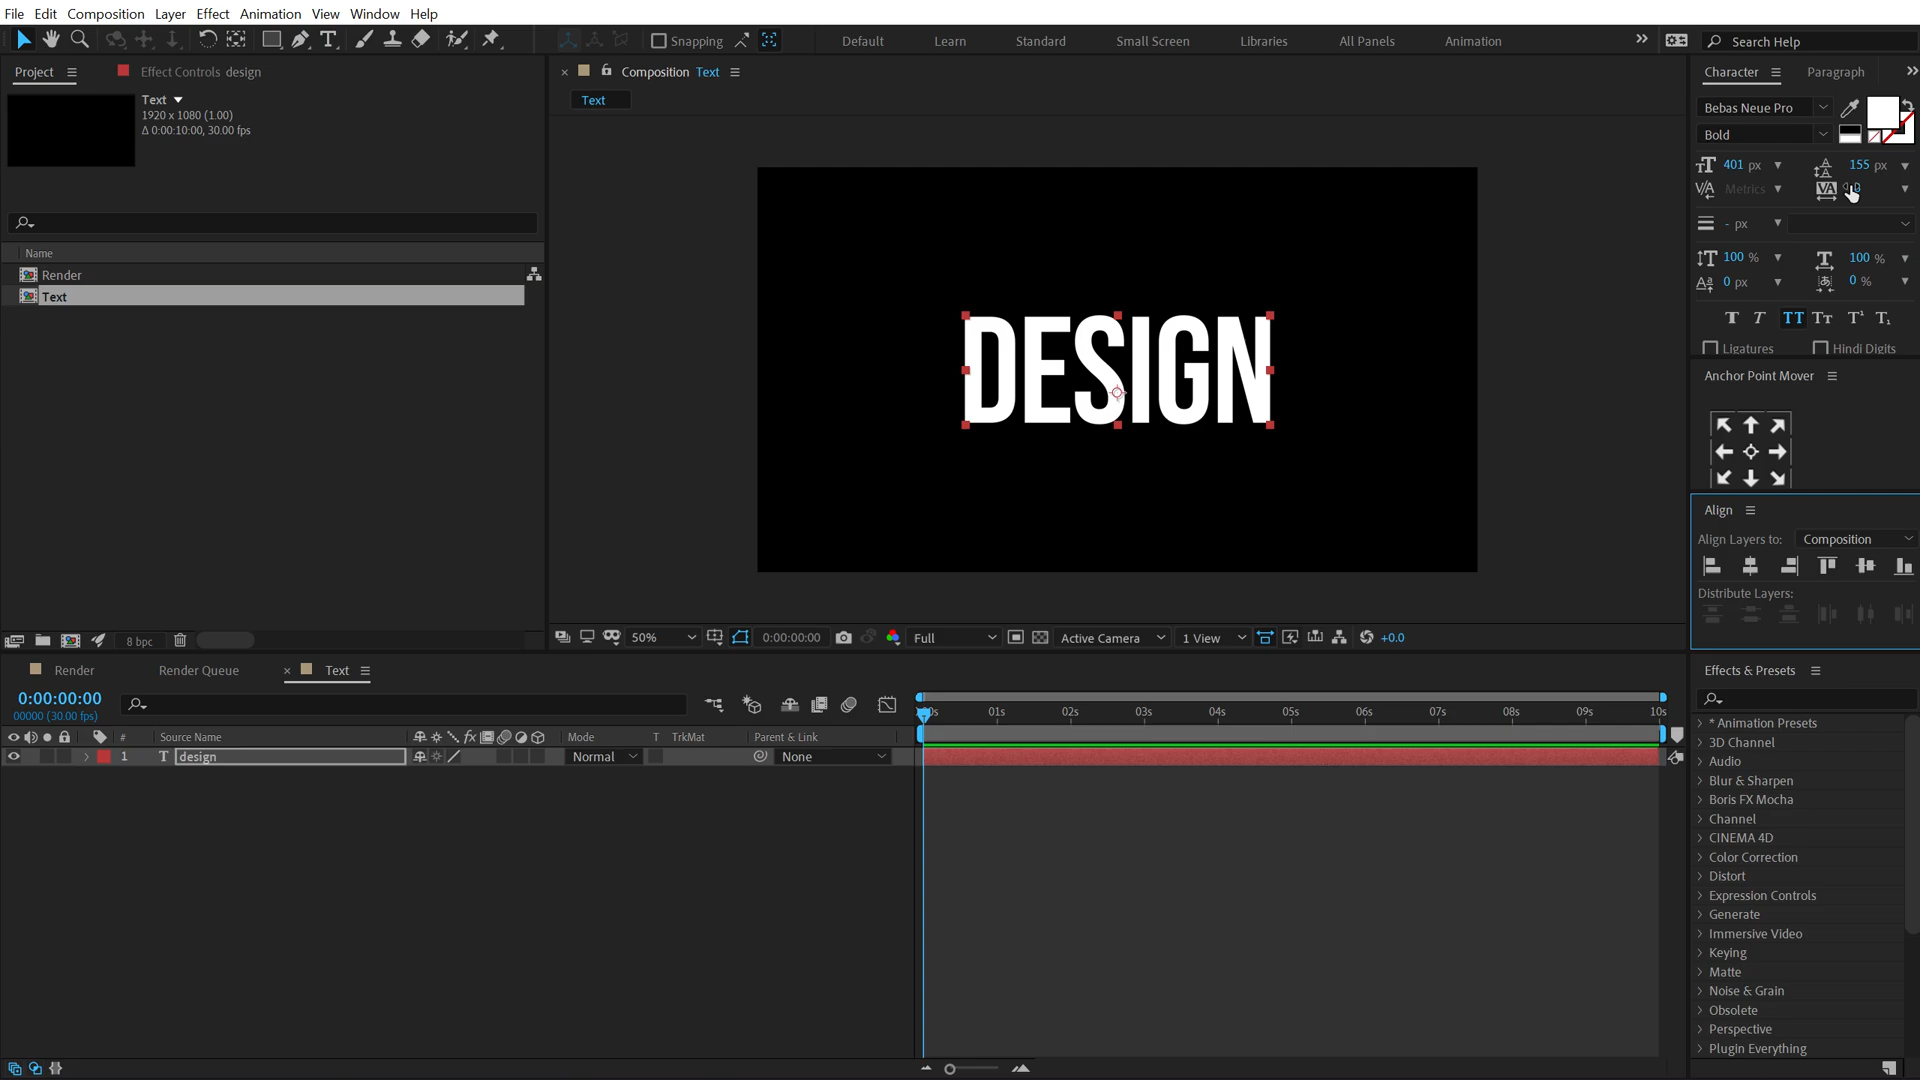 File Edit Composition Layer Effect Animation View Window Help
Snapping Default Learn Standard Small Screen Libraries All Panels Animation Search Help
Project Effect Controls design
Composition Text
Character Paragraph
Text
1920 x 1080 (1.00)
Δ 0:00:10:00, 30.00 fps
Text
Bebas Neue Pro
Bold
401 px 155 px
Metrics
- px
100 % 100 %
0 px 0 %
Ligatures Hindi Digits
Name
Render
Text
DESIGN
Anchor Point Mover
Align
Align Layers to: Composition
Distribute Layers:
8 bpc
50% 0:00:00:00 Full Active Camera 1 View +0.0
Render Render Queue Text
0:00:00:00
00000 (30.00 fps)
01s 02s 03s 04s 05s 06s 07s 08s 09s 10s
# Source Name Mode T TrkMat Parent & Link
1 T design Normal None
Effects & Presets
* Animation Presets
3D Channel
Audio
Blur & Sharpen
Boris FX Mocha
Channel
CINEMA 4D
Color Correction
Distort
Expression Controls
Generate
Immersive Video
Keying
Matte
Noise & Grain
Obsolete
Perspective
Plugin Everything